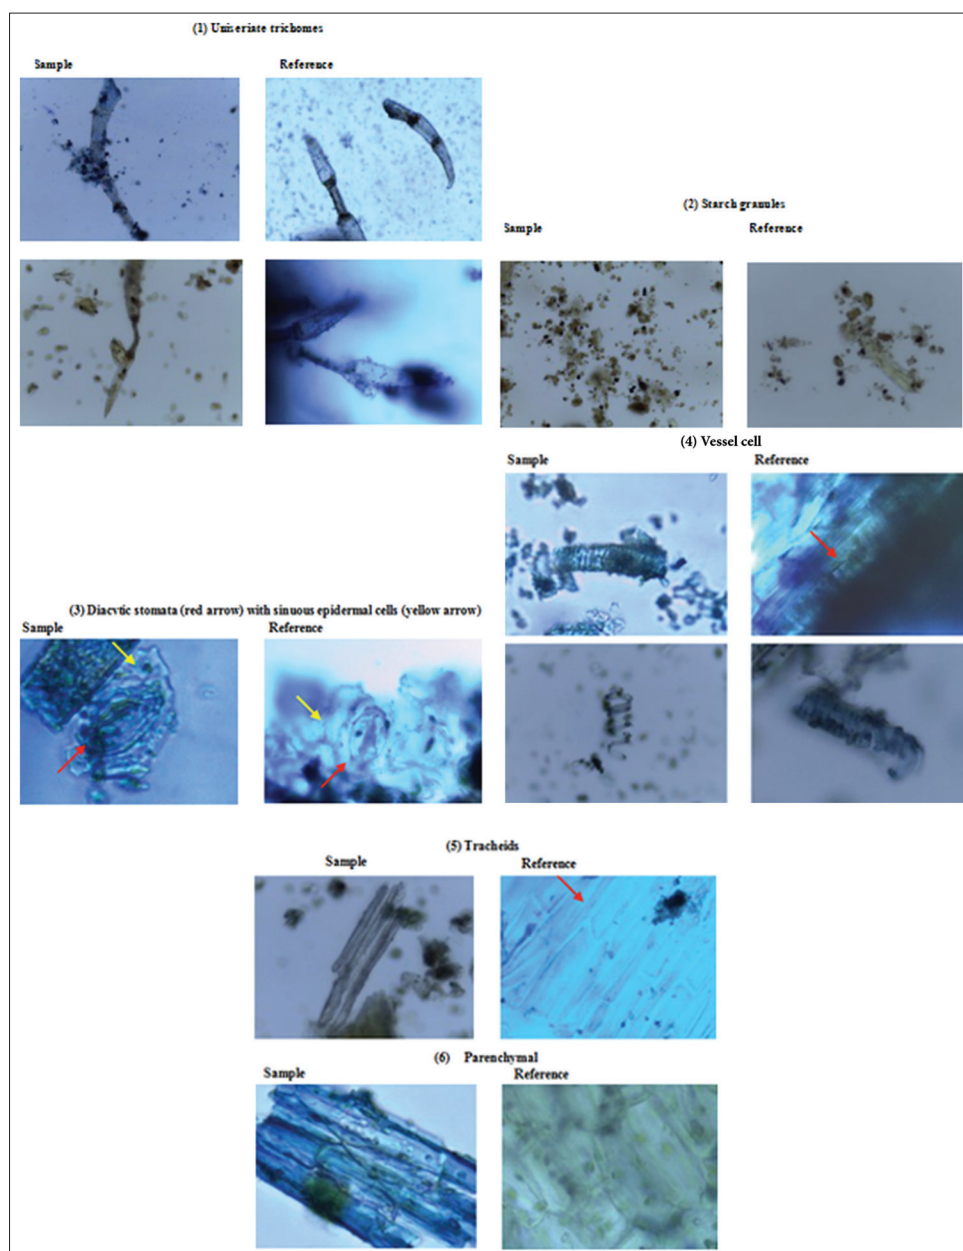 (1) Uniseriate trichomes
Sample Reference
(2) Starch granules
Sample Reference
(3) Diacytic stomata (red arrow) with sinuous epidermal cells (yellow arrow)
Sample Reference
(4) Vessel cell
Sample Reference
(5) Tracheids
Sample Reference
(6) Parenchymal
Sample Reference